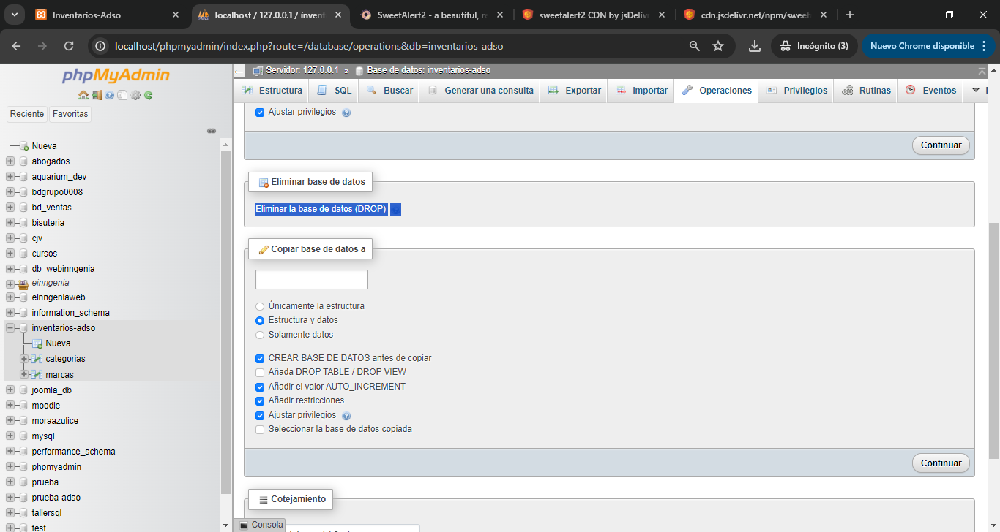 Inventarios-Adso
localhost / 127.0.0.1 / invent
SweetAlert2 - a beautiful, re
sweetalert2 CDN by jsDelivr
cdn.jsdelivr.net/npm/sweet
localhost/phpmyadmin/index.php?route=/database/operations&db=inventarios-adso
Incógnito (3)
Nuevo Chrome disponible
phpMyAdmin
Reciente
Favoritas
Nueva
abogados
aquarium_dev
bdgrupo0008
bd_ventas
bisuteria
cjv
cursos
db_webinngenia
einngenia
einngeniaweb
information_schema
inventarios-adso
Nueva
categorias
marcas
joomla_db
moodle
moraazulice
mysql
performance_schema
phpmyadmin
prueba
prueba-adso
tallersql
test
Servidor: 127.0.0.1 » Base de datos: inventarios-adso
Estructura
SQL
Buscar
Generar una consulta
Exportar
Importar
Operaciones
Privilegios
Rutinas
Eventos
Ajustar privilegios
Continuar
Eliminar base de datos
Eliminar la base de datos (DROP)
Copiar base de datos a
Únicamente la estructura
Estructura y datos
Solamente datos
CREAR BASE DE DATOS antes de copiar
Añada DROP TABLE / DROP VIEW
Añadir el valor AUTO_INCREMENT
Añadir restricciones
Ajustar privilegios
Seleccionar la base de datos copiada
Continuar
Cotejamiento
Consola